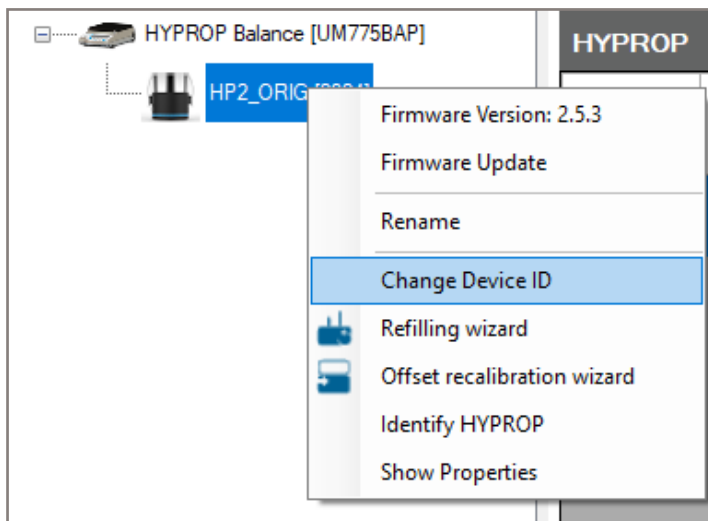 HYPROP Balance [UM775BAP]
HYPROP
HP2_ORIG
Firmware Version: 2.5.3
Firmware Update
Rename
Change Device ID
Refilling wizard
Offset recalibration wizard
Identify HYPROP
Show Properties